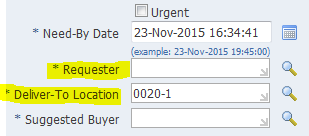 Urgent
* Need-By Date 23-Nov-2015 16:34:41
(example: 23-Nov-2015 19:45:00)
* Requester
* Deliver-To Location 0020-1
* Suggested Buyer